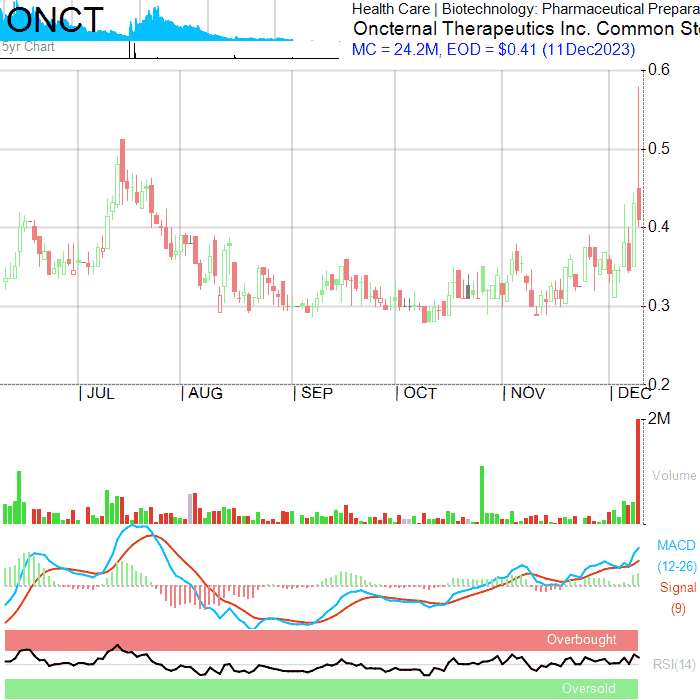 ONCT
5yr Chart
Health Care | Biotechnology: Pharmaceutical Prepara
Oncternal Therapeutics Inc. Common Sto
MC = 24.2M, EOD = $0.41 (11Dec2023)
0.6
0.5
0.4
0.3
0.2
| JUL | AUG | SEP | OCT | NOV | DEC
2M
Volume
MACD
(12-26)
Signal
(9)
Overbought
RSI(14)
Oversold